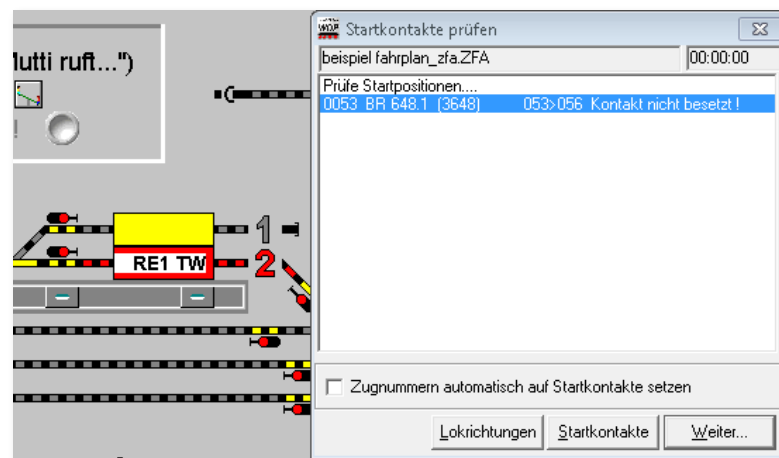 Startkontakte prüfen
beispiel fahrplan_zfa.ZFA 00:00:00
Prüfe Startpositionen....
0053 BR 648.1 (3648) 053>056 Kontakt nicht besetzt !
Zugnummern automatisch auf Startkontakte setzen
Lokrichtungen Startkontakte Weiter...
utti ruft...")
!
1
RE1 TW 2